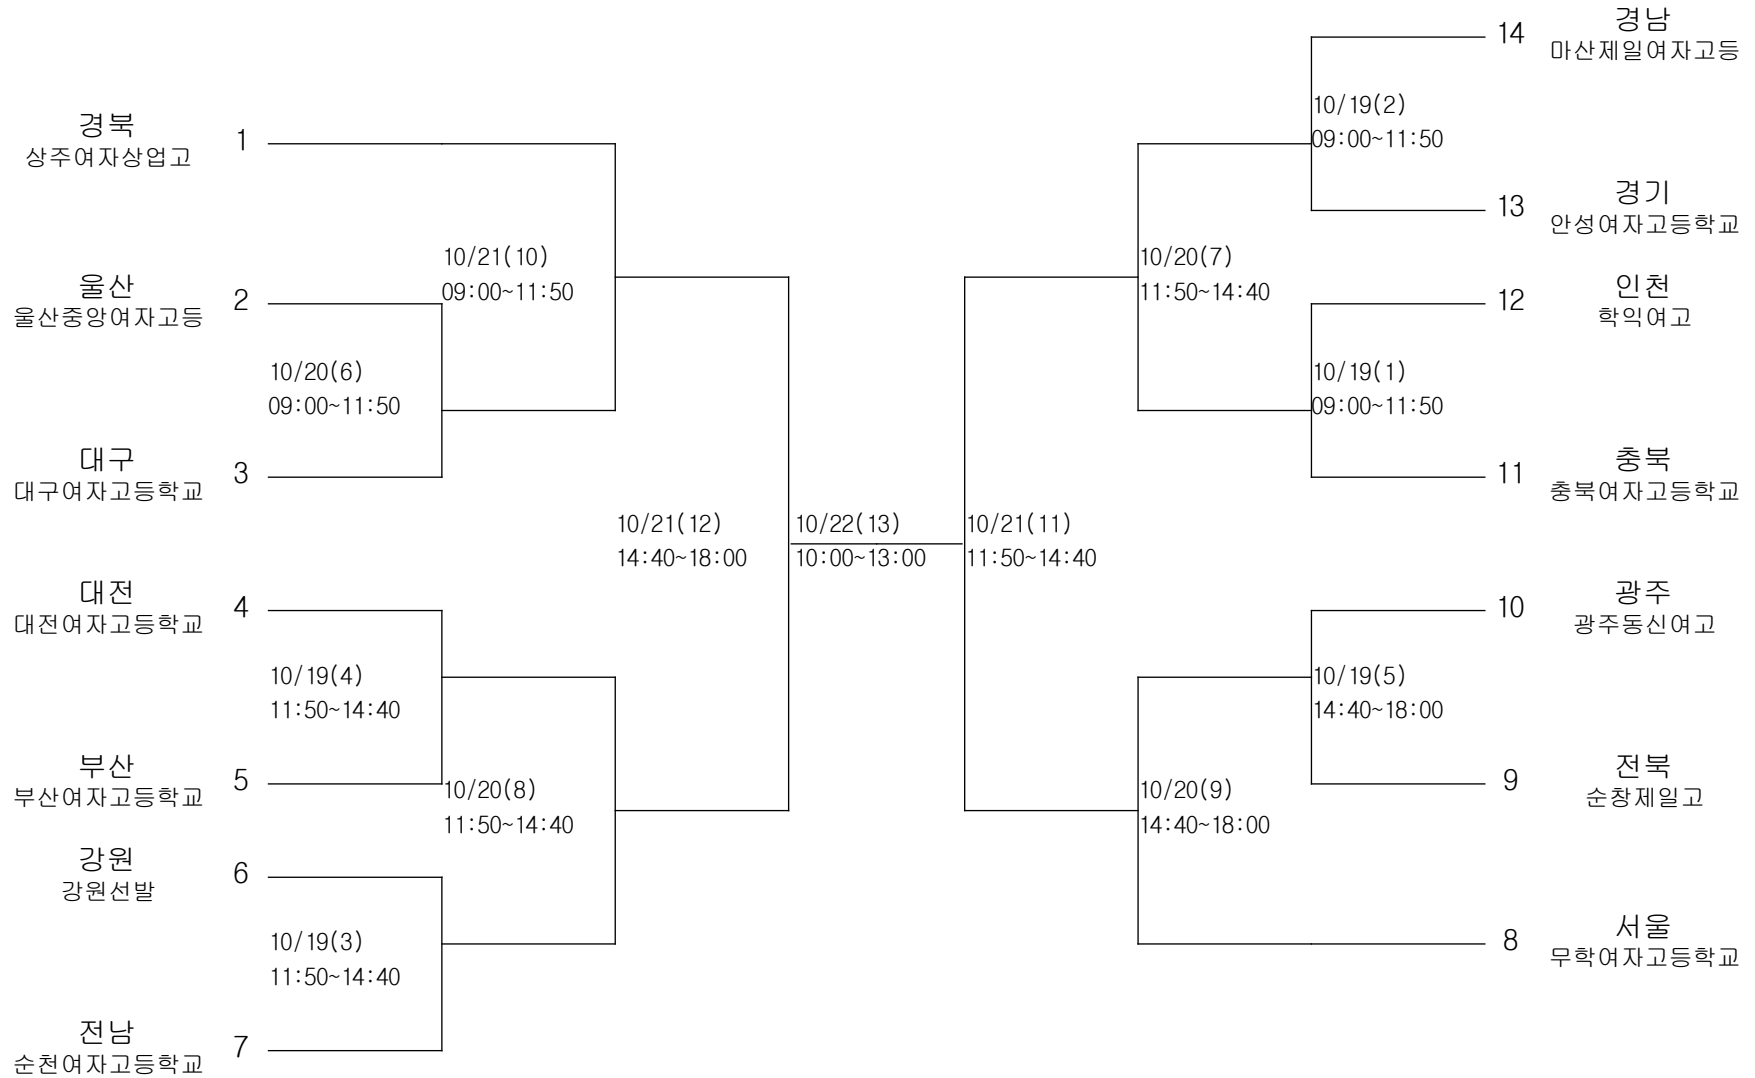 경북
상주여자상업고
1
울산
울산중앙여자고등
2
대구
대구여자고등학교
3
대전
대전여자고등학교
4
부산
부산여자고등학교
5
강원
강원선발
6
전남
순천여자고등학교
7
10/20(6)
09:00~11:50
10/19(4)
11:50~14:40
10/19(3)
11:50~14:40
10/21(10)
09:00~11:50
10/20(8)
11:50~14:40
10/21(12)
14:40~18:00
10/22(13)
10:00~13:00
10/21(11)
11:50~14:40
10/20(7)
11:50~14:40
10/20(9)
14:40~18:00
10/19(2)
09:00~11:50
10/19(1)
09:00~11:50
10/19(5)
14:40~18:00
14
경남
마산제일여자고등
13
경기
안성여자고등학교
12
인천
학익여고
11
충북
충북여자고등학교
10
광주
광주동신여고
9
전북
순창제일고
8
서울
무학여자고등학교